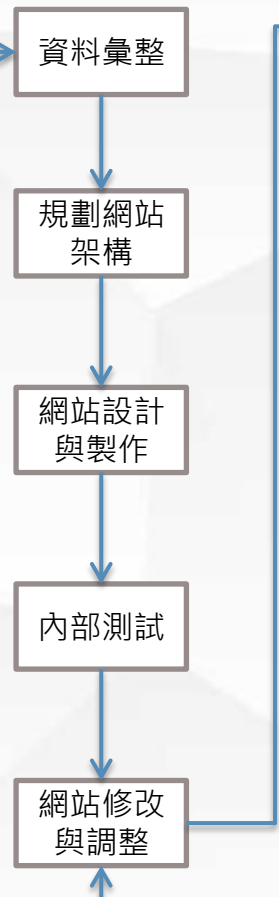 資料彙整
規劃網站
架構
網站設計
與製作
內部測試
網站修改
與調整